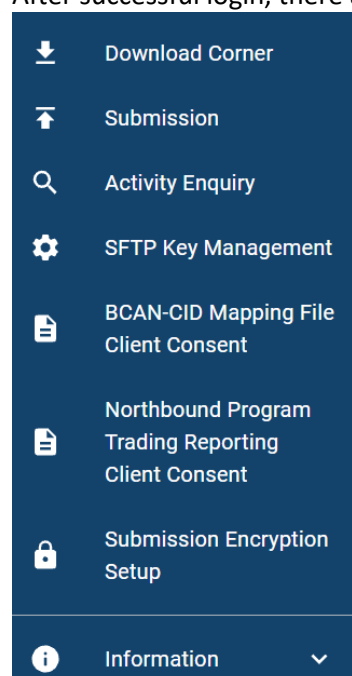 After successful login, there
Download Corner
Submission
Activity Enquiry
SFTP Key Management
BCAN-CID Mapping File
Client Consent
Northbound Program
Trading Reporting
Client Consent
Submission Encryption
Setup
Information